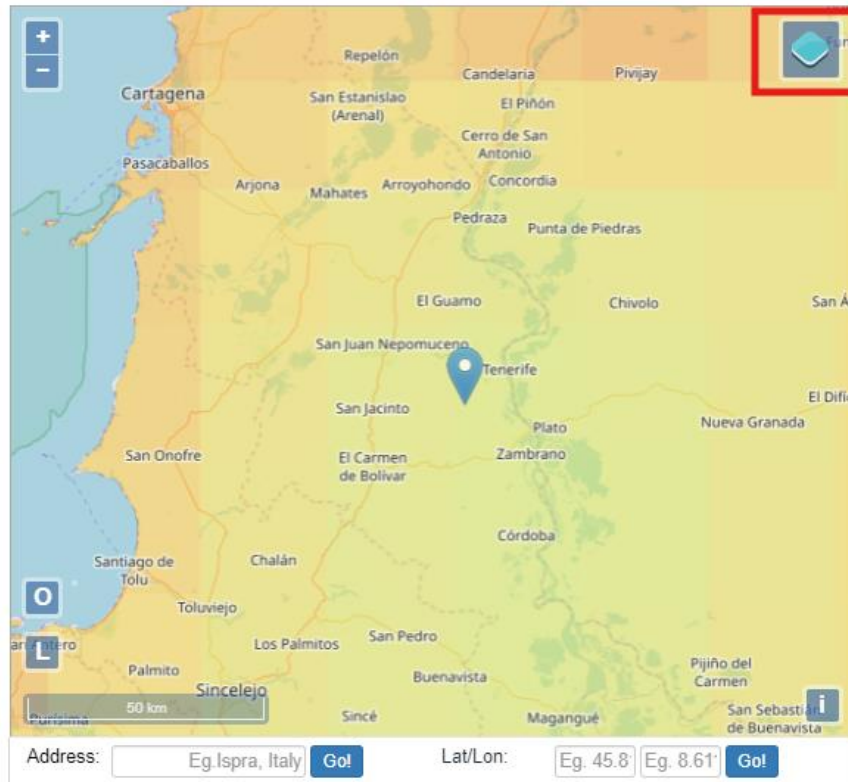 +
−
Repelón
Candelaria
Pivijay
Cartagena
San Estanislao
(Arenal)
El Piñón
Cerro de San
Antonio
Pasacaballos
Arjona
Mahates
Arroyohondo
Concordia
Pedraza
Punta de Piedras
El Guamo
Chivolo
San Á
San Juan Nepomuceno
Tenerife
San Jacinto
El Difi
Plato
Nueva Granada
San Onofre
El Carmen
de Bolívar
Zambrano
Córdoba
Santiago de
Tolu
Chalán
O
Toluviejo
San Pedro
Los Palmitos
L
Palmito
Buenavista
Pijiño del
Carmen
Sincelejo
50 km
Purísima
Sincé
Magangué
San Sebastián
de Buenavista
i
Address:
Eg.Ispra, Italy
Go!
Lat/Lon:
Eg. 45.8
Eg. 8.61
Go!